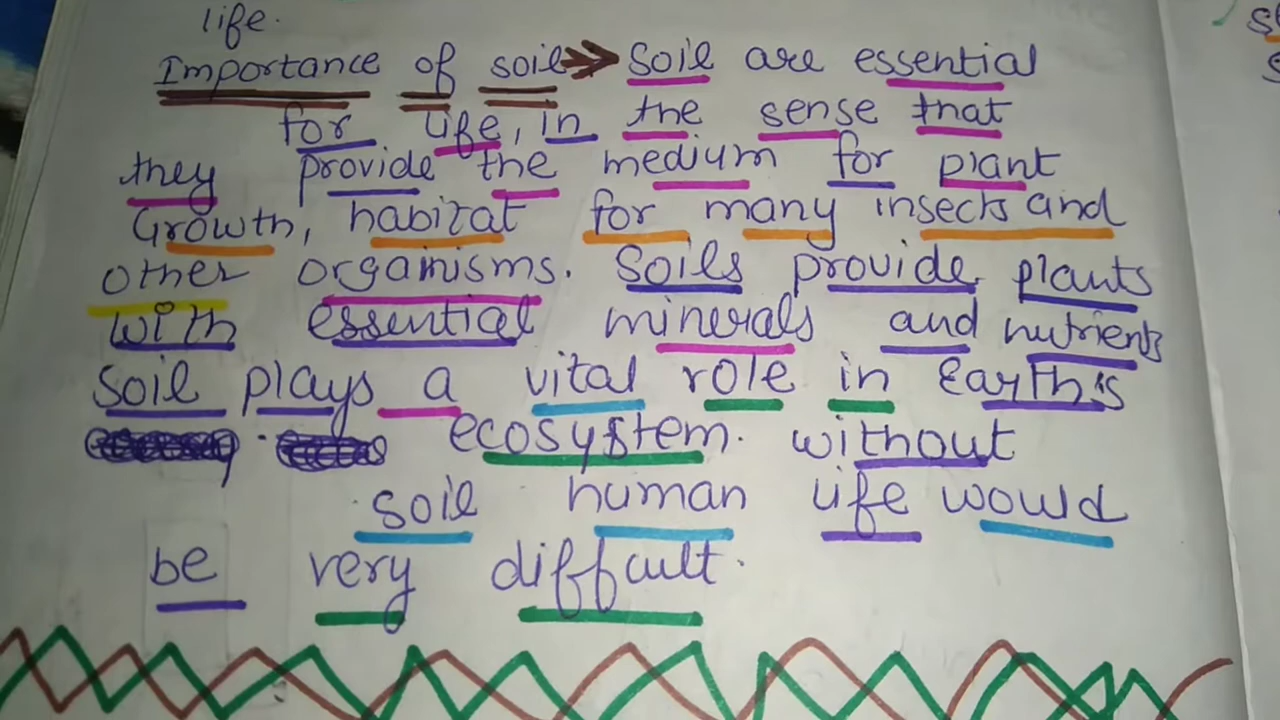 life.
Importance of soil Soil are essential
for life, in the sense that
they provide the medium for plant
Growth, habitat for many insects and
other organisms. Soils provide plants
with essential minerals and nutrients
Soil plays a vital role in Earth's
ecosystem. without
soil human life would
be very difficult.